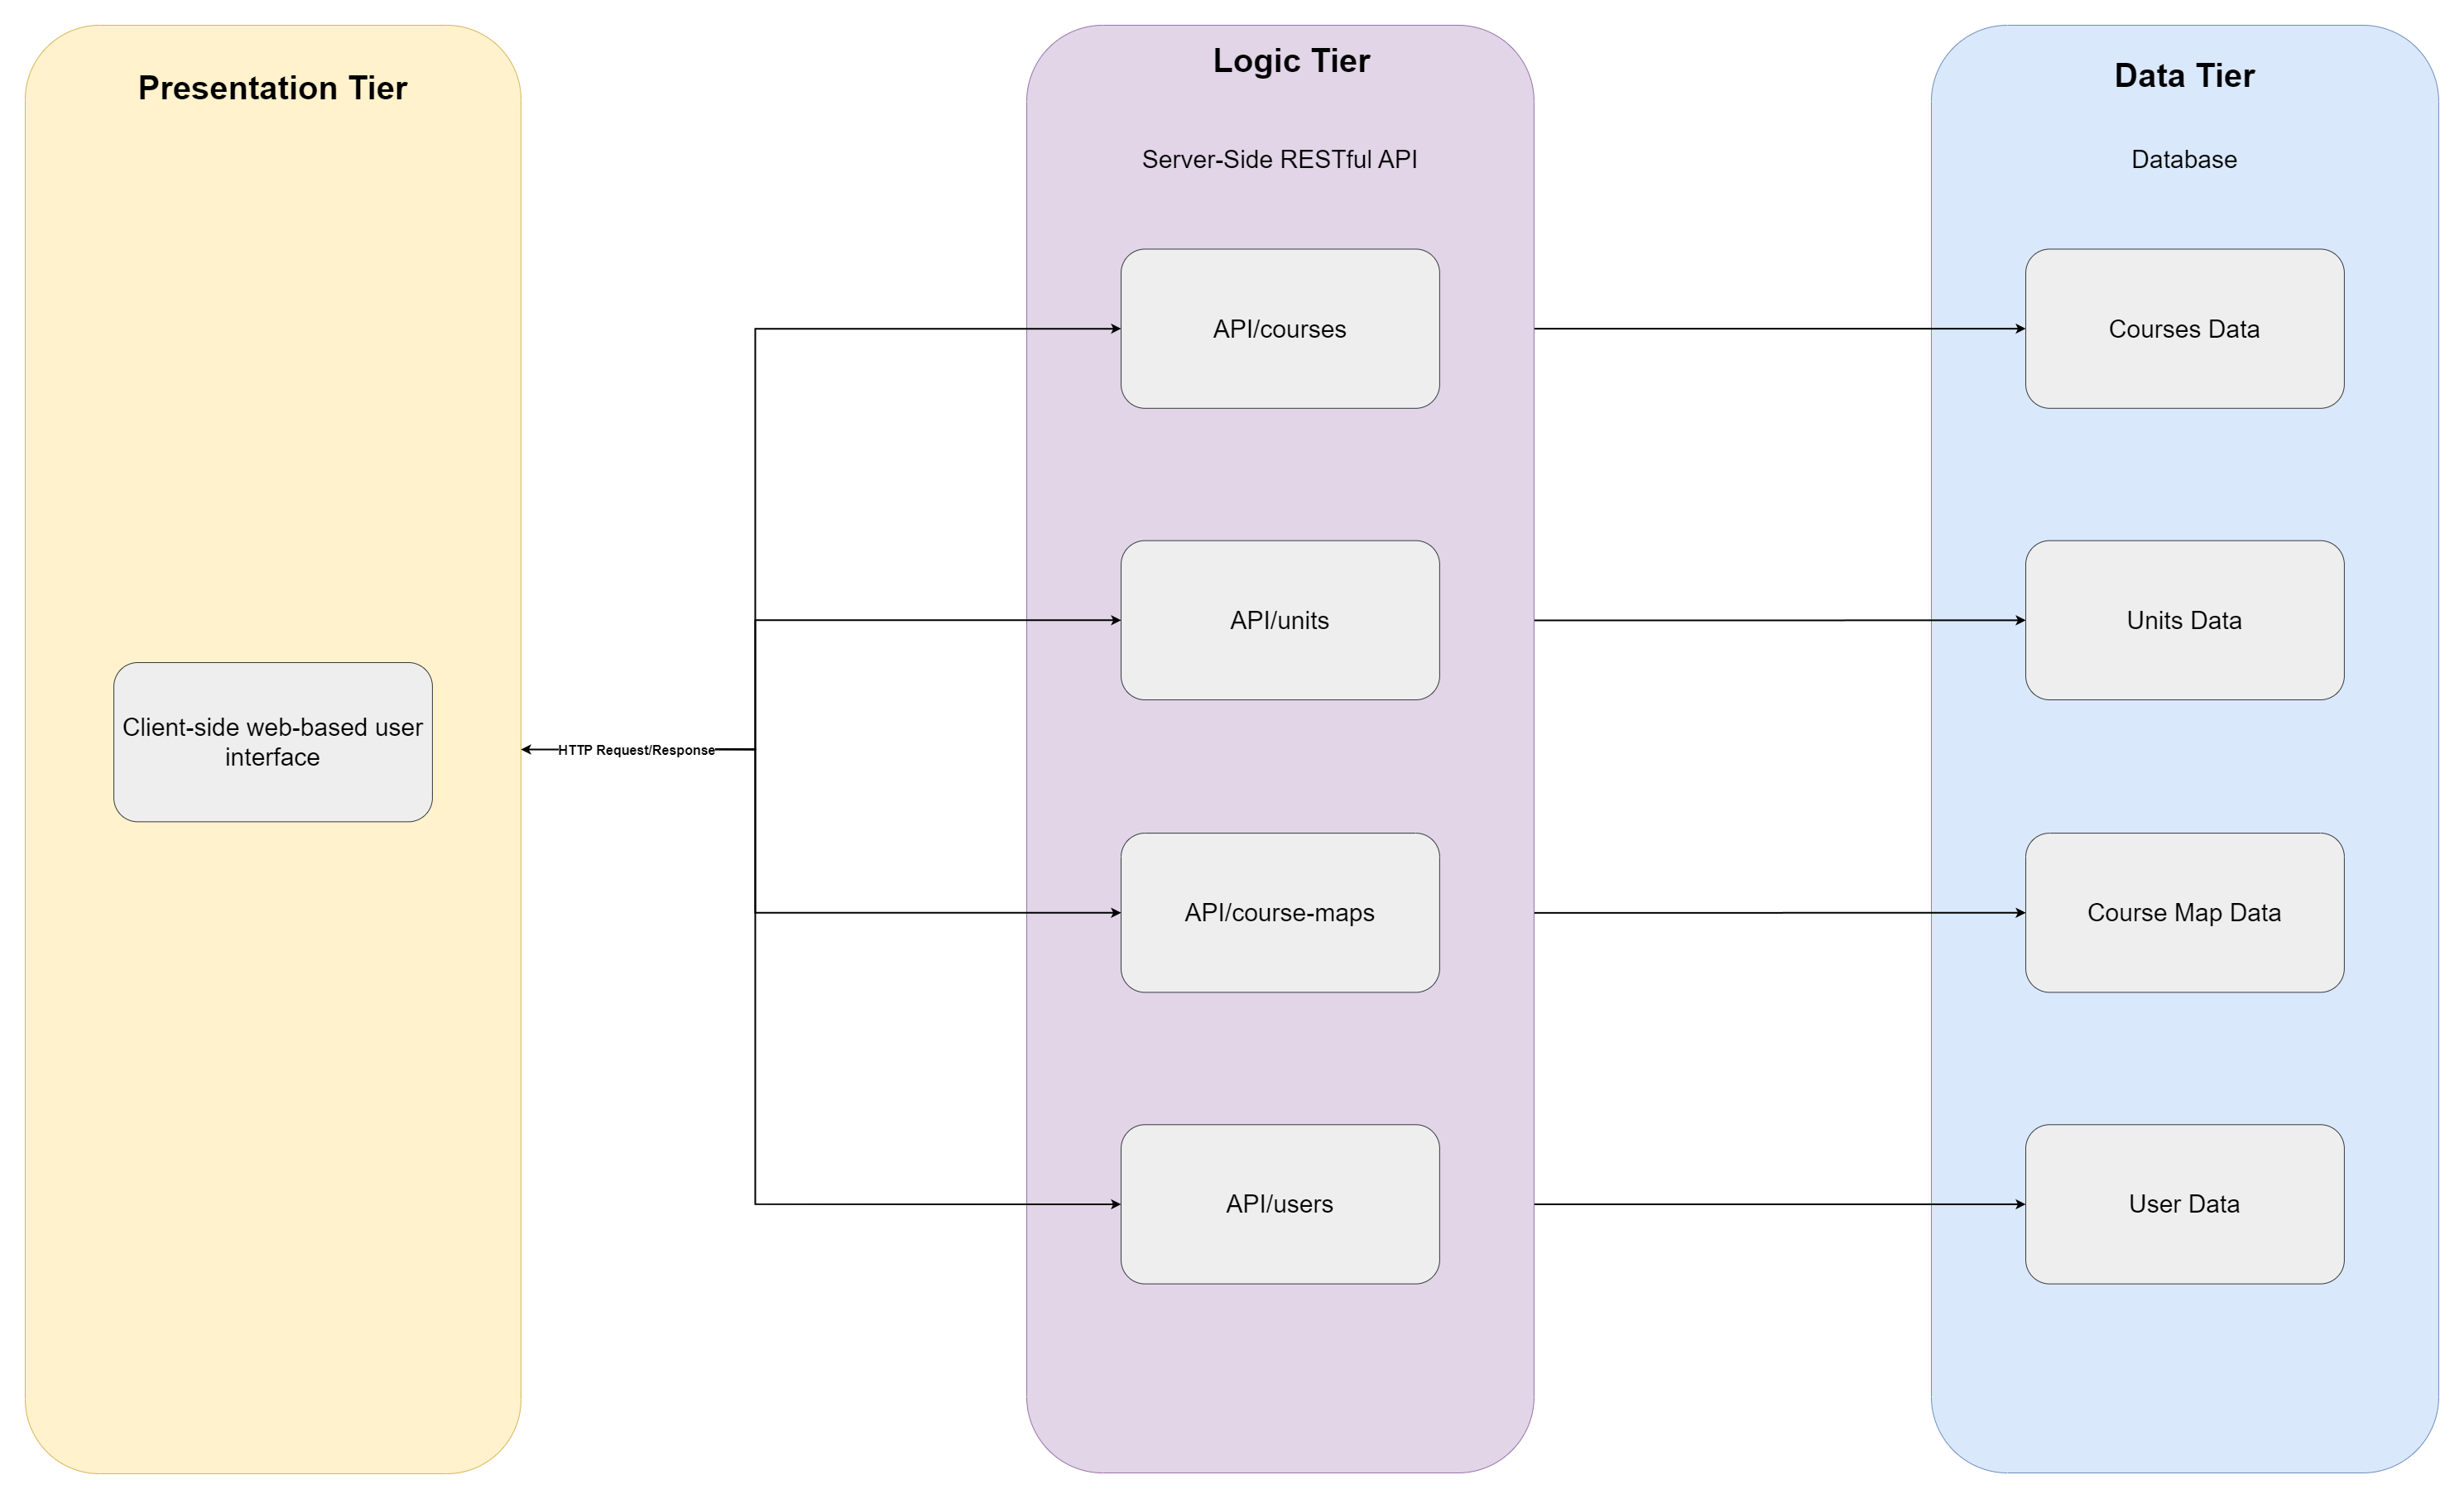 Presentation Tier
Client-side web-based user
interface
HTTP Request/Response
Logic Tier
Server-Side RESTful API
API/courses
API/units
API/course-maps
API/users
Data Tier
Database
Courses Data
Units Data
Course Map Data
User Data